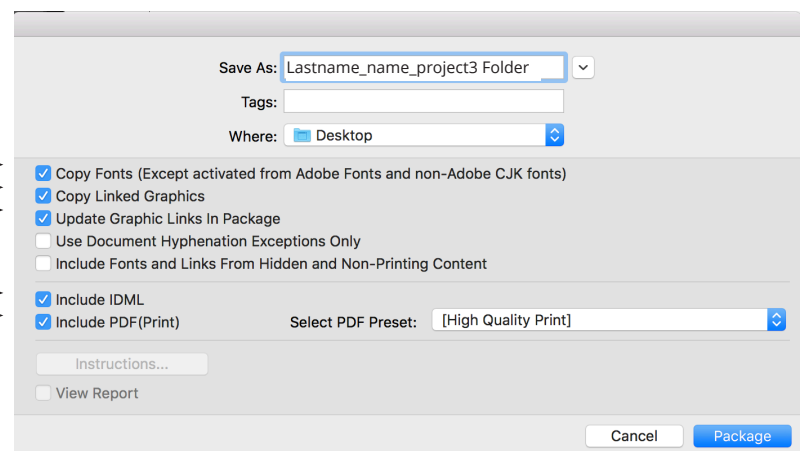 Save As: Lastname_name_project3 Folder
Tags:
Where: Desktop
Copy Fonts (Except activated from Adobe Fonts and non-Adobe CJK fonts)
Copy Linked Graphics
Update Graphic Links In Package
Use Document Hyphenation Exceptions Only
Include Fonts and Links From Hidden and Non-Printing Content
Include IDML
Include PDF(Print) Select PDF Preset: [High Quality Print]
Instructions...
View Report
Cancel Package